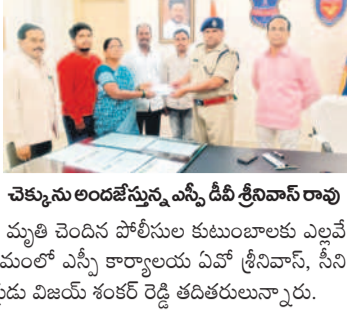 చెక్కును అందజేస్తున్న ఎస్పీ డీవీ శ్రీనివాస్ రావు
మృతి చెందిన పోలీసుల కుటుంబాలకు ఎల్లవే
మంలో ఎస్పీ కార్యాలయ ఏవో శ్రీనివాస్, సీని
డు విజయ్ శంకర్ రెడ్డి తదితరులున్నారు.